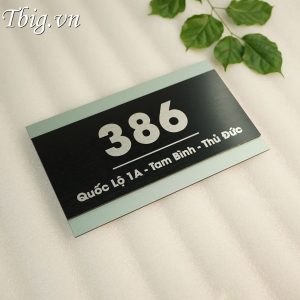 Tbig.vn
386
Quốc Lộ 1A - Tam Bình - Thủ Đức